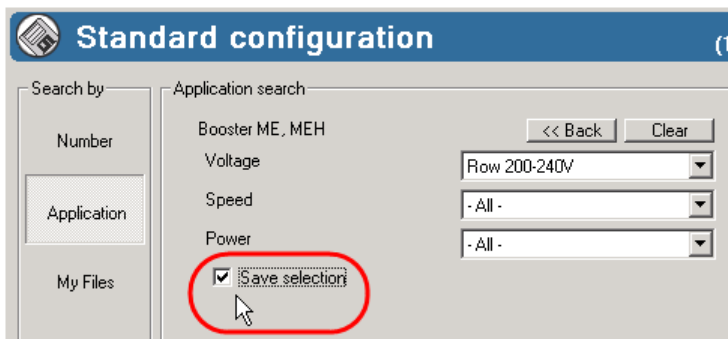 Standard configuration
(1
Search by
Number
Application
My Files
Application search
Booster ME, MEH
<< Back
Clear
Voltage
Row 200-240V
Speed
- All -
Power
- All -
Save selection